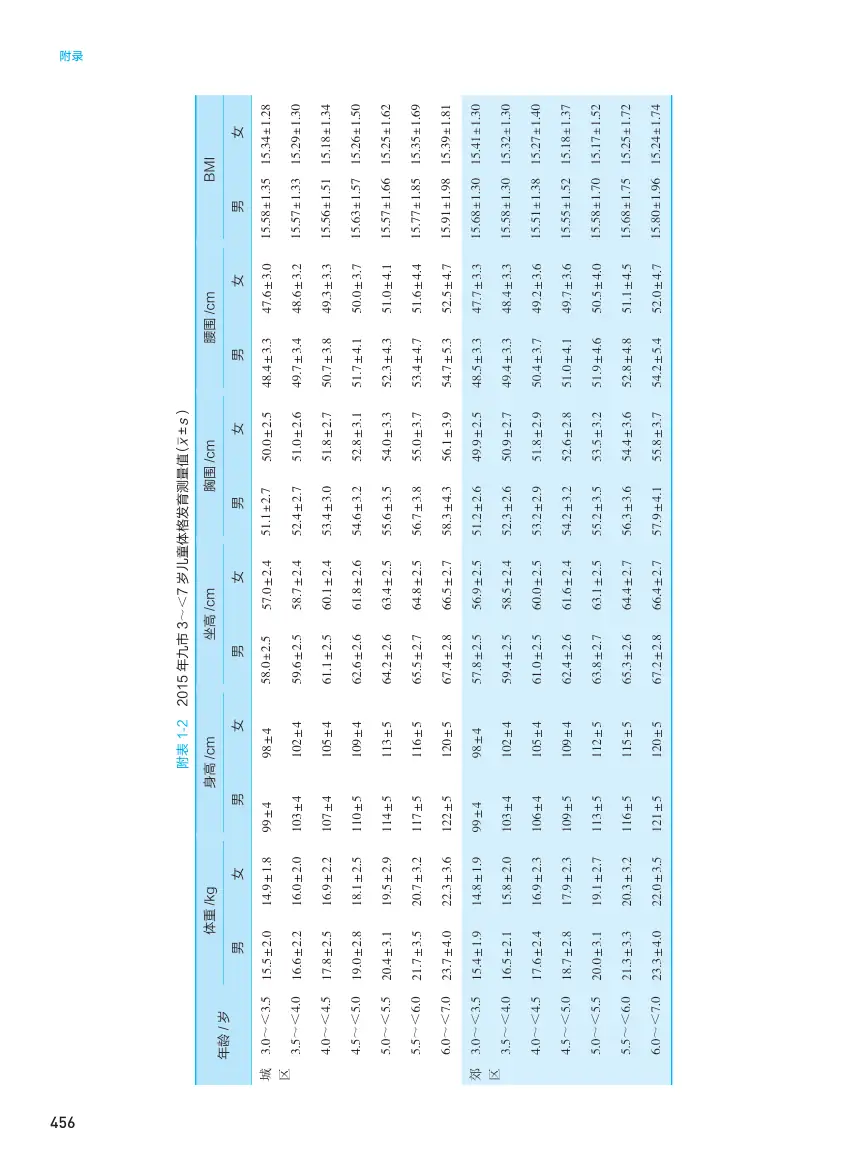 附录
附表 1-2 2015 年九市 3～＜7 岁儿童体格发育测量值(x̄±s)
年龄 / 岁 体重 /kg 身高 /cm 坐高 /cm 胸围 /cm 腰围 /cm BMI
男 女 男 女 男 女 男 女 男 女 男 女
城区 3.0～＜3.5 15.5±2.0 14.9±1.8 99±4 98±4 58.0±2.5 57.0±2.4 51.1±2.7 50.0±2.5 48.4±3.3 47.6±3.0 15.58±1.35 15.34±1.28
3.5～＜4.0 16.6±2.2 16.0±2.0 103±4 102±4 59.6±2.5 58.7±2.4 52.4±2.7 51.0±2.6 49.7±3.4 48.6±3.2 15.57±1.33 15.29±1.30
4.0～＜4.5 17.8±2.5 16.9±2.2 107±4 105±4 61.1±2.5 60.1±2.4 53.4±3.0 51.8±2.7 50.7±3.8 49.3±3.3 15.56±1.51 15.18±1.34
4.5～＜5.0 19.0±2.8 18.1±2.5 110±5 109±4 62.6±2.6 61.8±2.6 54.6±3.2 52.8±3.1 51.7±4.1 50.0±3.7 15.63±1.57 15.26±1.50
5.0～＜5.5 20.4±3.1 19.5±2.9 114±5 113±5 64.2±2.6 63.4±2.5 55.6±3.5 54.0±3.3 52.3±4.3 51.0±4.1 15.57±1.66 15.25±1.62
5.5～＜6.0 21.7±3.5 20.7±3.2 117±5 116±5 65.5±2.7 64.8±2.5 56.7±3.8 55.0±3.7 53.4±4.7 51.6±4.4 15.77±1.85 15.35±1.69
6.0～＜7.0 23.7±4.0 22.3±3.6 122±5 120±5 67.4±2.8 66.5±2.7 58.3±4.3 56.1±3.9 54.7±5.3 52.5±4.7 15.91±1.98 15.39±1.81
郊区 3.0～＜3.5 15.4±1.9 14.8±1.9 99±4 98±4 57.8±2.5 56.9±2.5 51.2±2.6 49.9±2.5 48.5±3.3 47.7±3.3 15.68±1.30 15.41±1.30
3.5～＜4.0 16.5±2.1 15.8±2.0 103±4 102±4 59.4±2.5 58.5±2.4 52.3±2.6 50.9±2.7 49.4±3.3 48.4±3.3 15.58±1.30 15.32±1.30
4.0～＜4.5 17.6±2.4 16.9±2.3 106±4 105±4 61.0±2.5 60.0±2.5 53.2±2.9 51.8±2.9 50.4±3.7 49.2±3.6 15.51±1.38 15.27±1.40
4.5～＜5.0 18.7±2.8 17.9±2.3 109±5 109±4 62.4±2.6 61.6±2.4 54.2±3.2 52.6±2.8 51.0±4.1 49.7±3.6 15.55±1.52 15.18±1.37
5.0～＜5.5 20.0±3.1 19.1±2.7 113±5 112±5 63.8±2.7 63.1±2.5 55.2±3.5 53.5±3.2 51.9±4.6 50.5±4.0 15.58±1.70 15.17±1.52
5.5～＜6.0 21.3±3.3 20.3±3.2 116±5 115±5 65.3±2.6 64.4±2.7 56.3±3.6 54.4±3.6 52.8±4.8 51.1±4.5 15.68±1.75 15.25±1.72
6.0～＜7.0 23.3±4.0 22.0±3.5 121±5 120±5 67.2±2.8 66.4±2.7 57.9±4.1 55.8±3.7 54.2±5.4 52.0±4.7 15.80±1.96 15.24±1.74
456